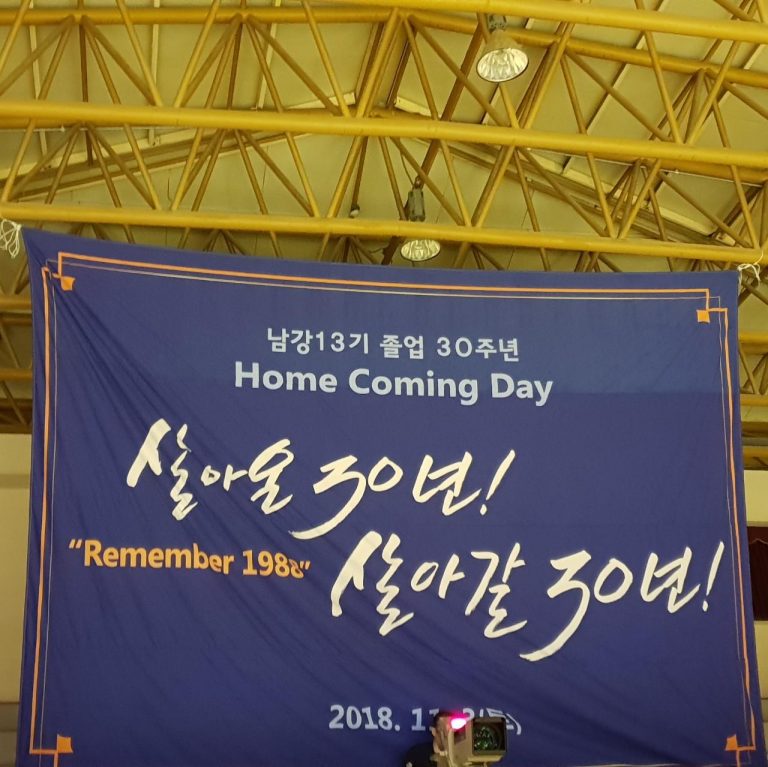 남강13기 졸업 30주년
Home Coming Day
살아온 30년!
"Remember 1988"
살아갈 30년!
2018.